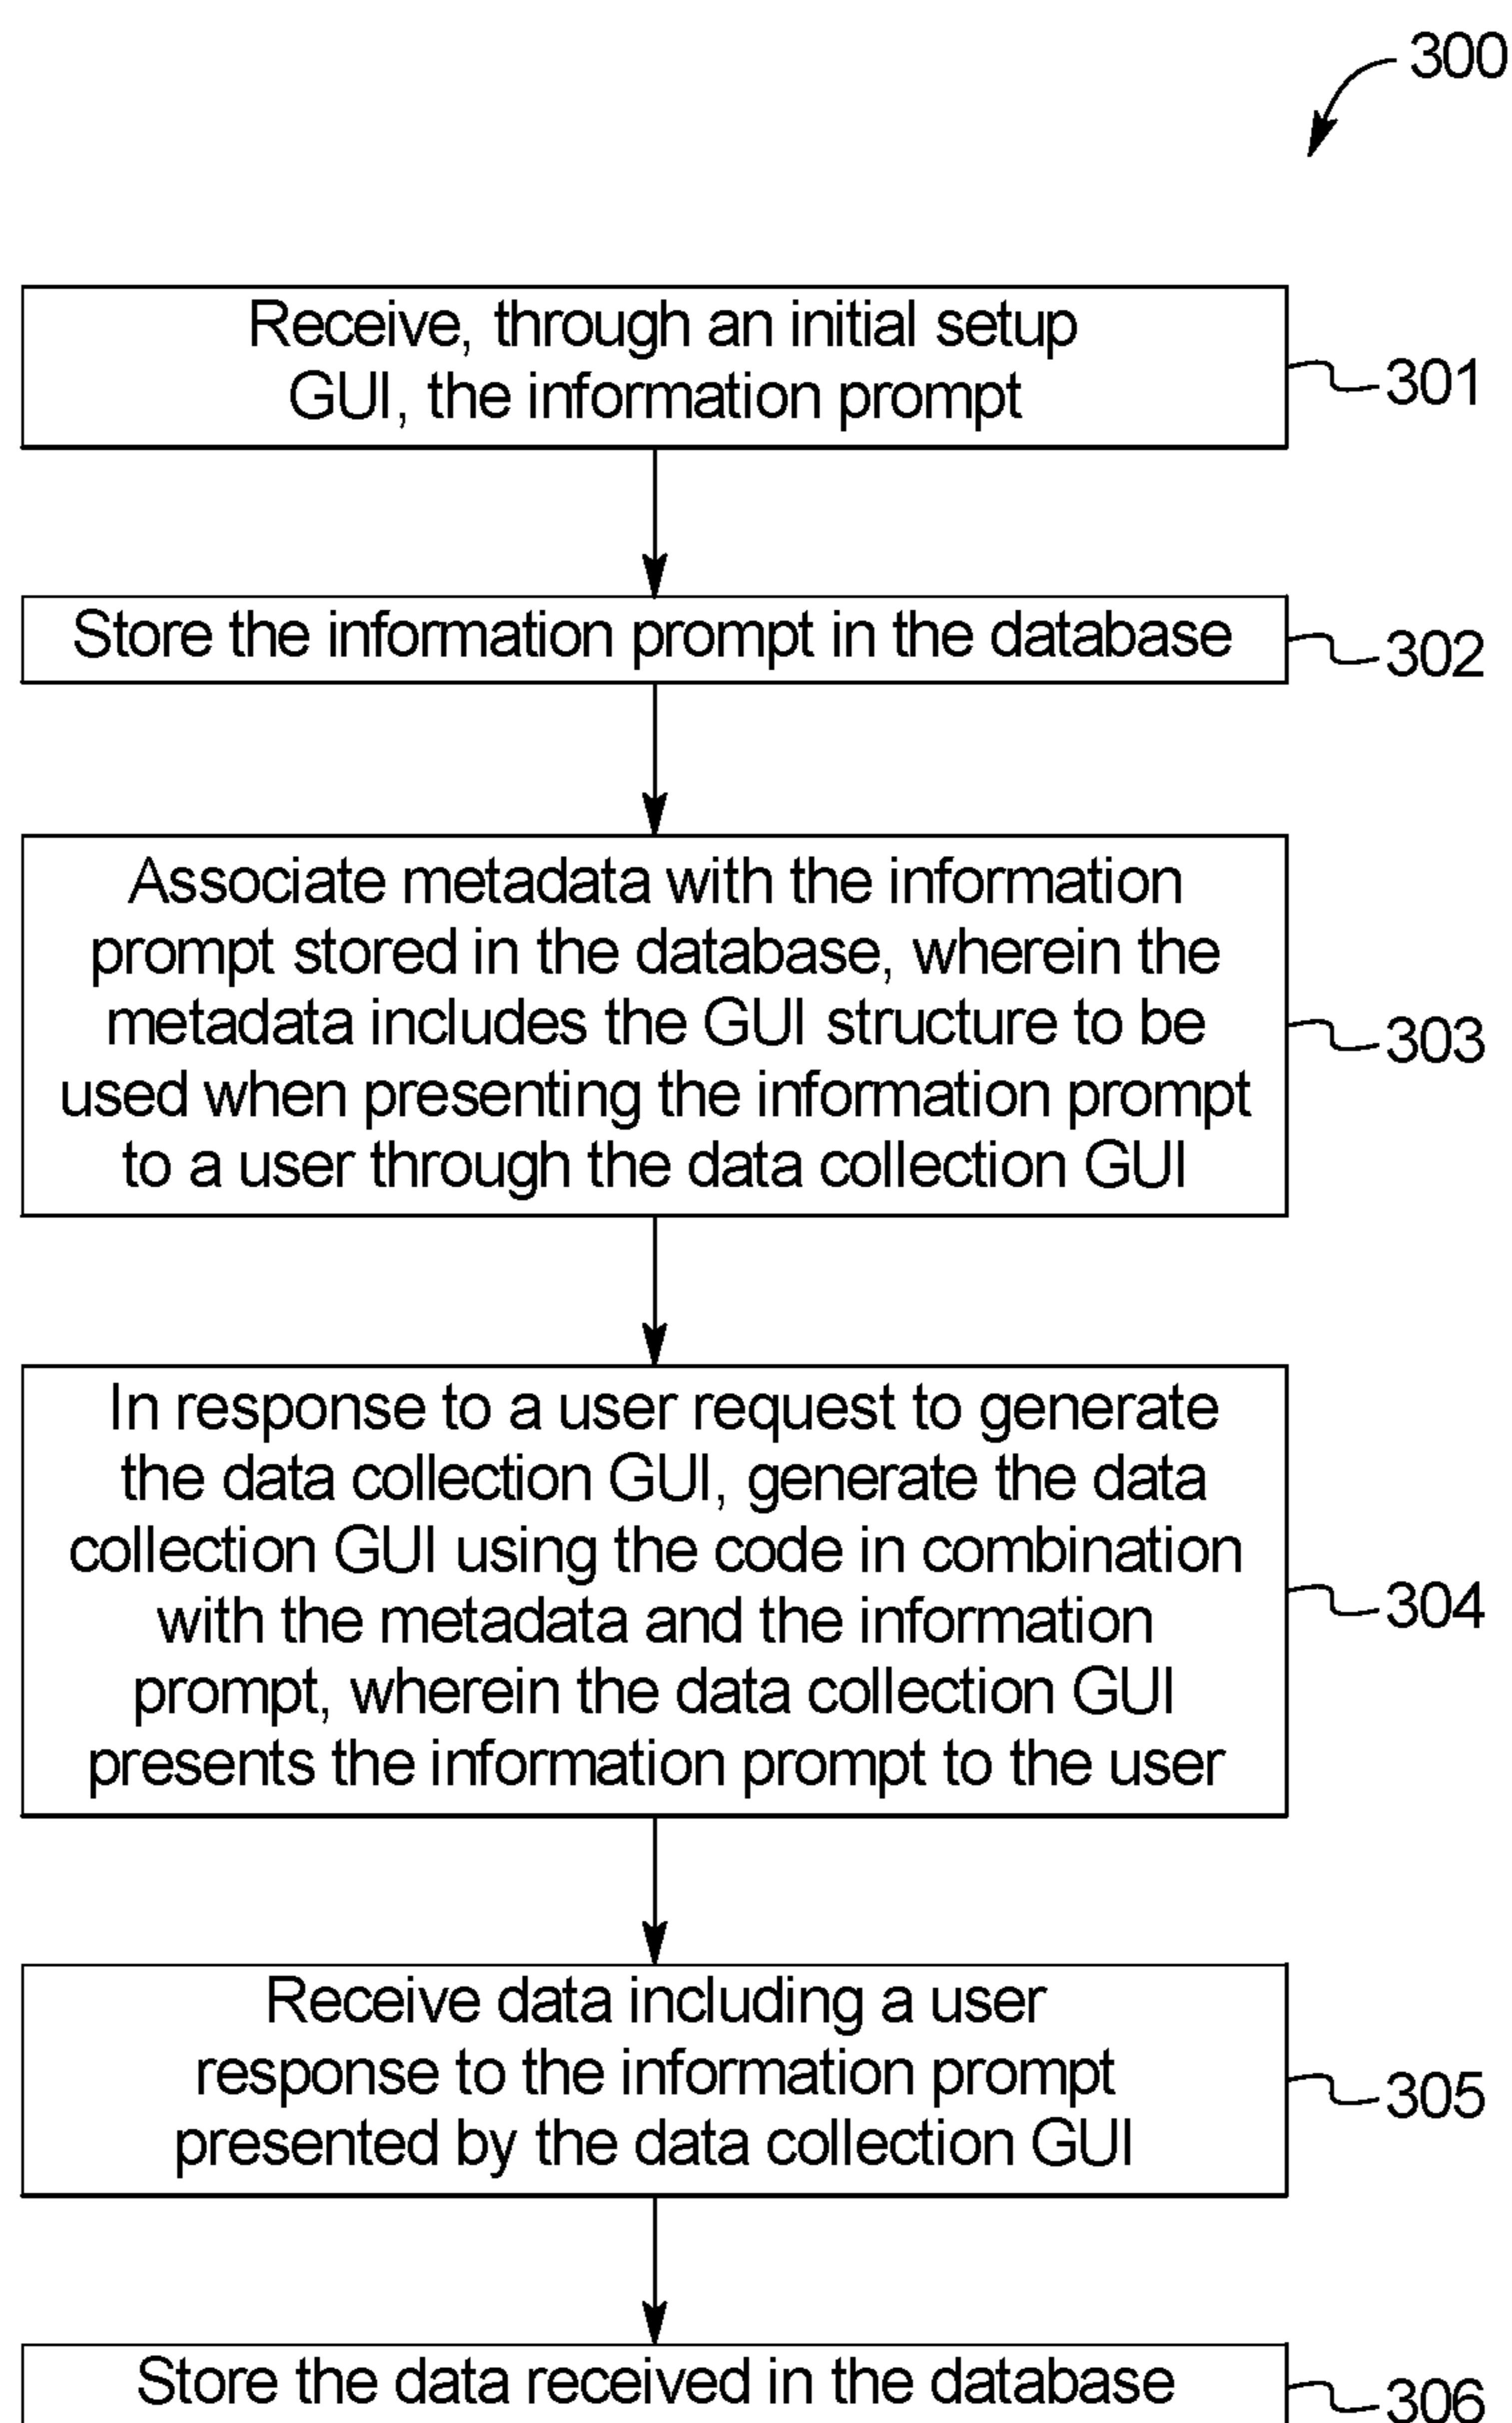 300
Receive, through an initial setup
GUI, the information prompt
301
Store the information prompt in the database
302
Associate metadata with the information
prompt stored in the database, wherein the
metadata includes the GUI structure to be
used when presenting the information prompt
to a user through the data collection GUI
303
In response to a user request to generate
the data collection GUI, generate the data
collection GUI using the code in combination
with the metadata and the information
prompt, wherein the data collection GUI
presents the information prompt to the user
304
Receive data including a user
response to the information prompt
presented by the data collection GUI
305
Store the data received in the database
306